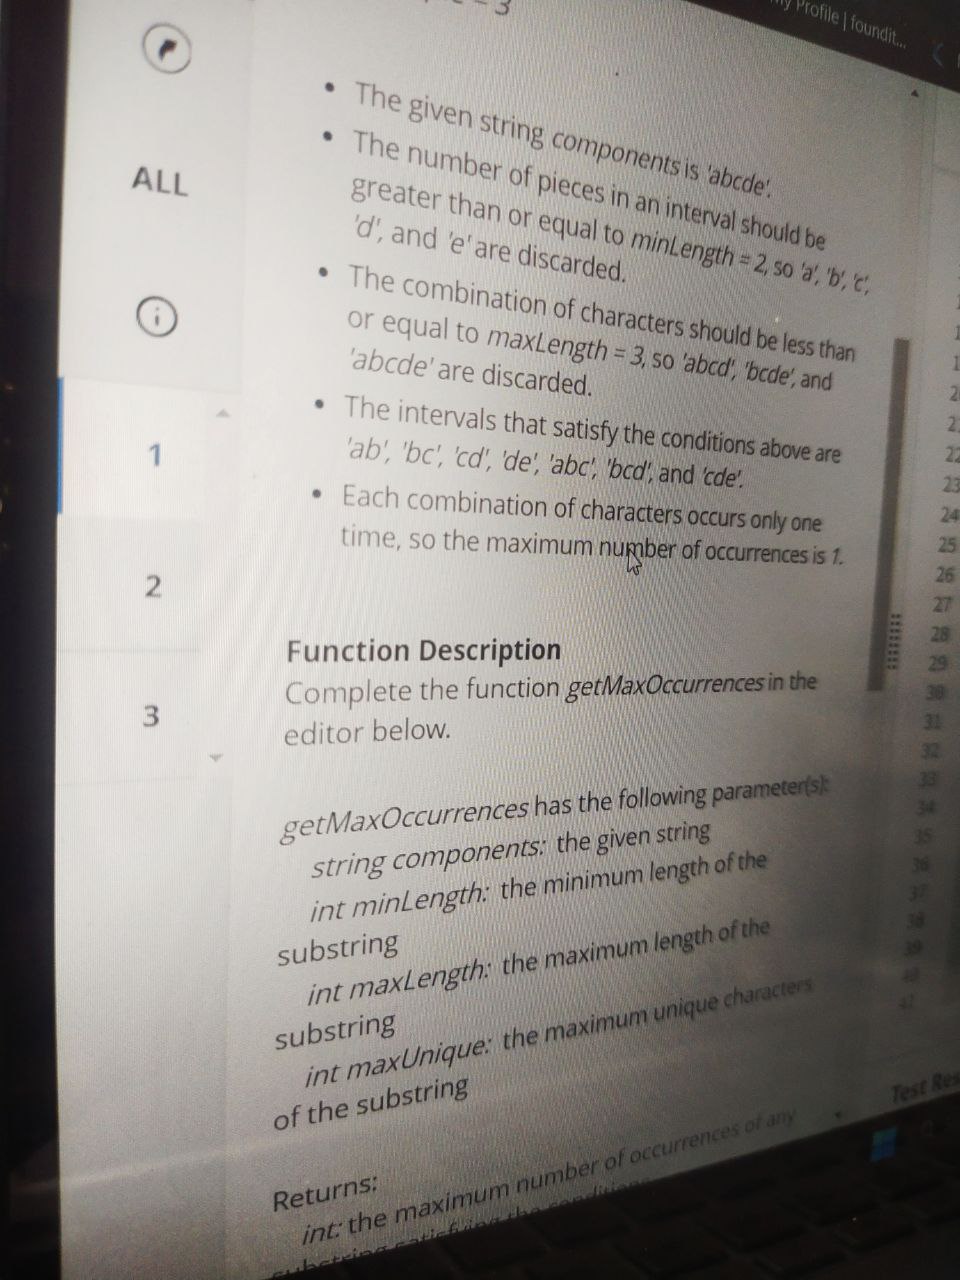 = 3
My Profile | foundit...
• The given string components is 'abcde'.
• The number of pieces in an interval should be
greater than or equal to minLength = 2, so 'a', 'b', 'c',
'd', and 'e' are discarded.
• The combination of characters should be less than
or equal to maxLength = 3, so 'abcd', 'bcde', and
'abcde' are discarded.
• The intervals that satisfy the conditions above are
'ab', 'bc', 'cd', 'de', 'abc', 'bcd', and 'cde'.
• Each combination of characters occurs only one
time, so the maximum number of occurrences is 1.
Function Description
Complete the function getMaxOccurrences in the
editor below.
getMaxOccurrences has the following parameter(s):
string components: the given string
int minLength: the minimum length of the
substring
int maxLength: the maximum length of the
substring
int maxUnique: the maximum unique characters
of the substring
Returns:
int: the maximum number of occurrences of any
substring satisfying the
ALL
1
2
3
22
23
24
25
26
27
28
29
30
31
32
33
34
35
36
37
38
39
40
41
Test Res